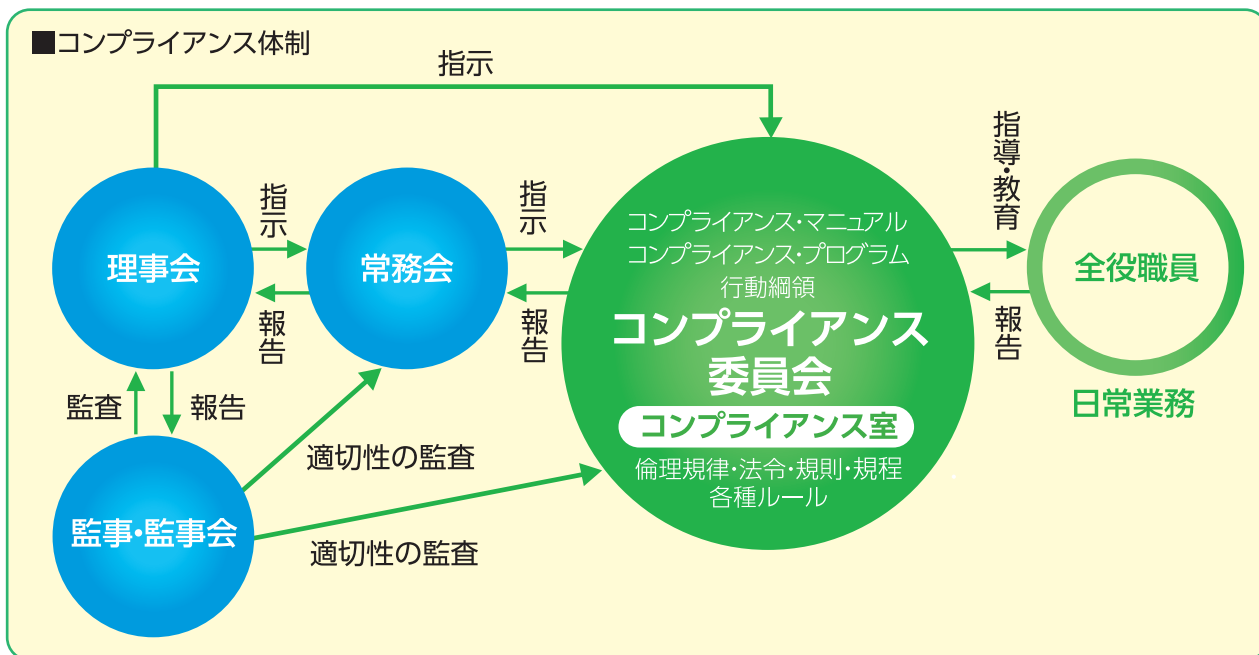 ■コンプライアンス体制
指示
指示
指示
指導・教育
理事会
常務会
コンプライアンス・マニュアル
コンプライアンス・プログラム
行動綱領
コンプライアンス
委員会
コンプライアンス室
倫理規律・法令・規則・規程
各種ルール
全役職員
日常業務
報告
報告
報告
監査
報告
適切性の監査
監事・監事会
適切性の監査